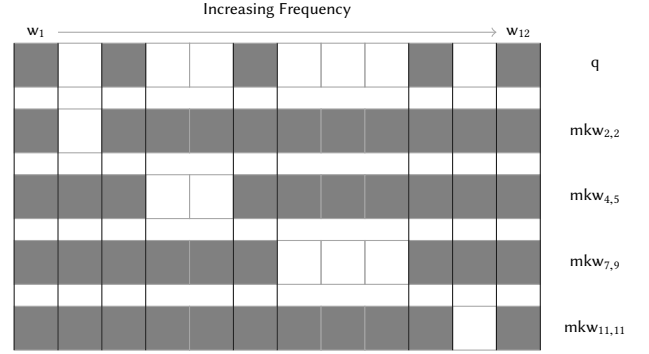 Increasing Frequency
w₁ w₁₂
q
mkw₂,₂
mkw₄,₅
mkw₇,₉
mkw₁₁,₁₁